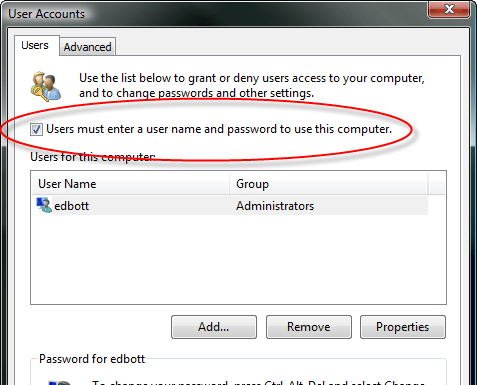 User Accounts
Users
Advanced
Use the list below to grant or deny users access to your computer,
and to change passwords and other settings.
Users must enter a user name and password to use this computer.
Users for this computer:
User Name
Group
edbott
Administrators
Add...
Remove
Properties
Password for edbott
To change your password, press Ctrl-Alt-Del and select Change